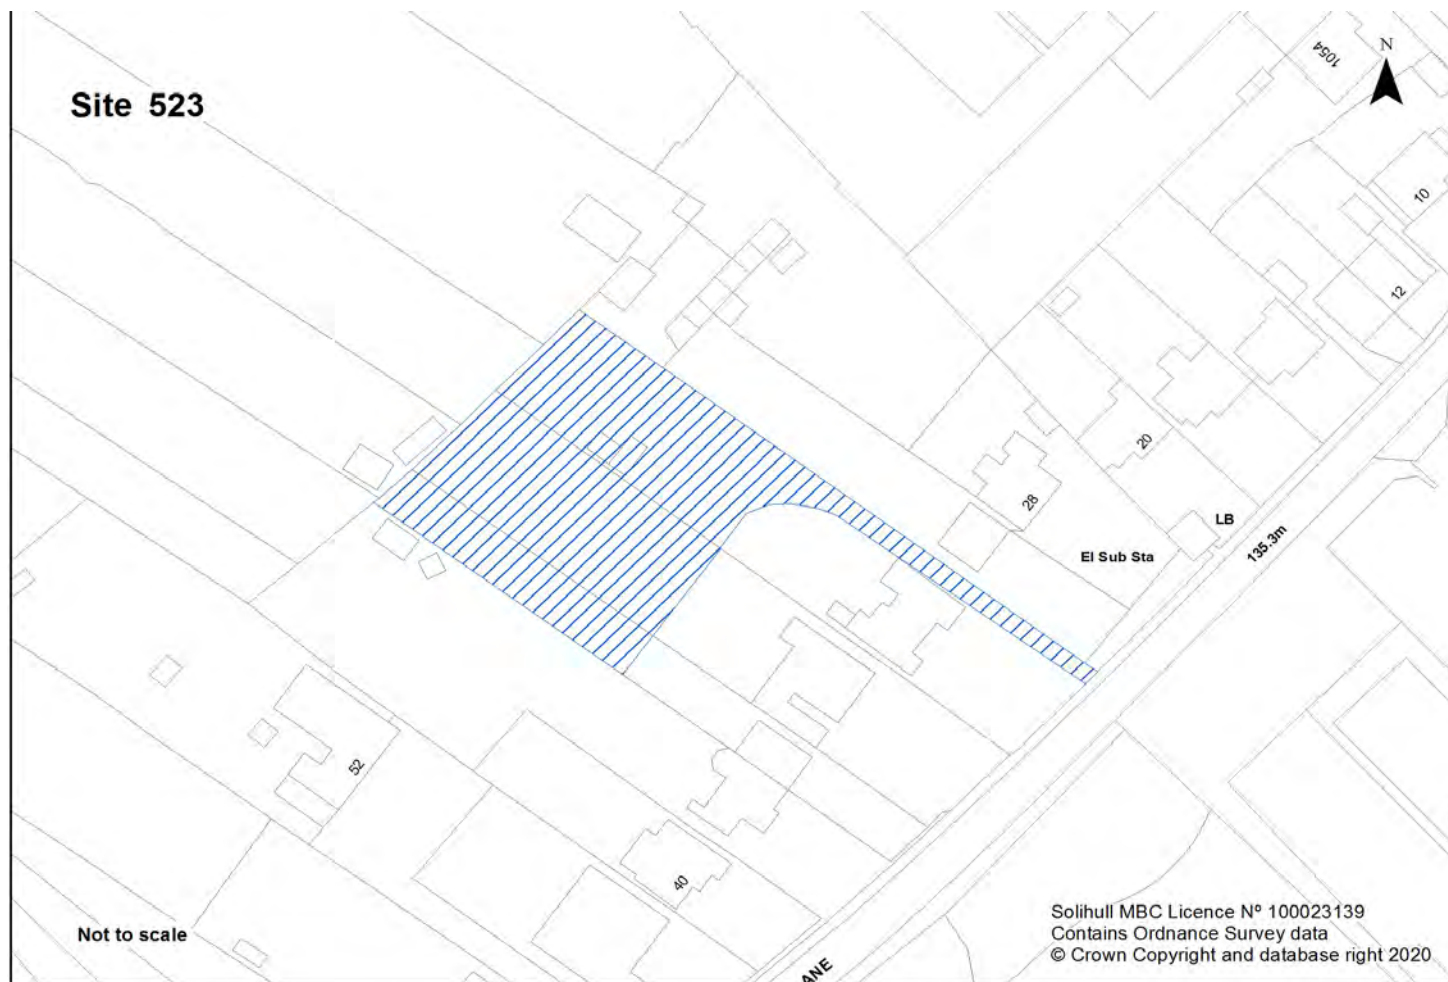 Site 523
N
1054
10
12
20
28
LB
El Sub Sta
135.3m
52
40
ANE
Not to scale
Solihull MBC Licence Nº 100023139
Contains Ordnance Survey data
© Crown Copyright and database right 2020